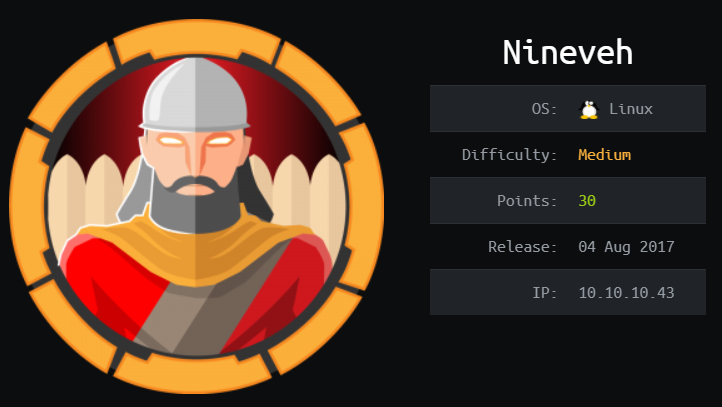 Nineveh
OS: Linux
Difficulty: Medium
Points: 30
Release: 04 Aug 2017
IP: 10.10.10.43